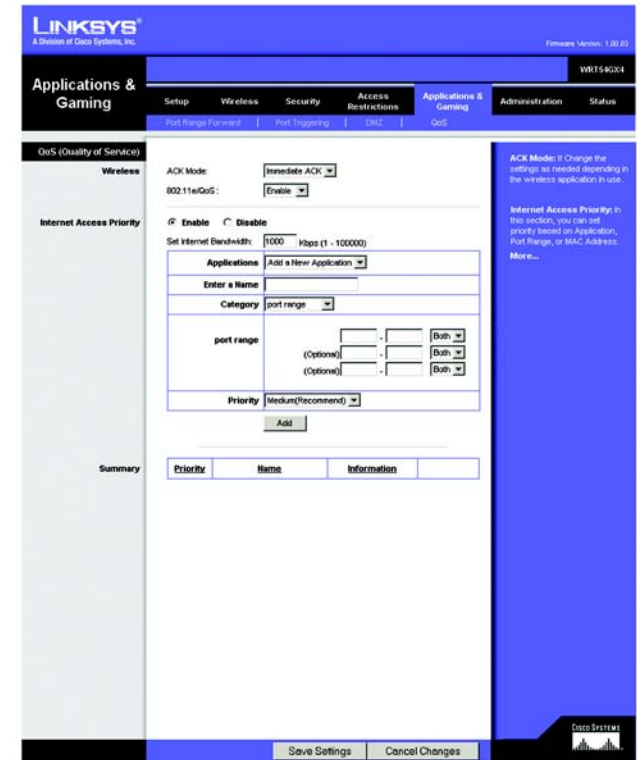 LINKSYS®
A Division of Cisco Systems, Inc.
Firmware Version: 1.00.03
WRT54GX4
Applications & Gaming
Setup Wireless Security Access Restrictions Applications & Gaming Administration Status
Port Range Forward | Port Triggering | DMZ | QoS
QoS (Quality of Service)
Wireless
ACK Mode: Immediate ACK
802.11e/QoS : Enable
Internet Access Priority
Enable Disable
Set Internet Bandwidth: 1000 Kbps (1 - 100000)
Applications Add a New Application
Enter a Name
Category port range
port range
- Both
(Optional) - Both
(Optional) - Both
Priority Medium(Recommend)
Add
Summary
Priority Name Information
ACK Mode: If Change the
settings as needed depending in
the wireless application in use.
Internet Access Priority: In
this section, you can set
priority based on Application,
Port Range, or MAC Address.
More...
Save Settings Cancel Changes
CISCO SYSTEMS